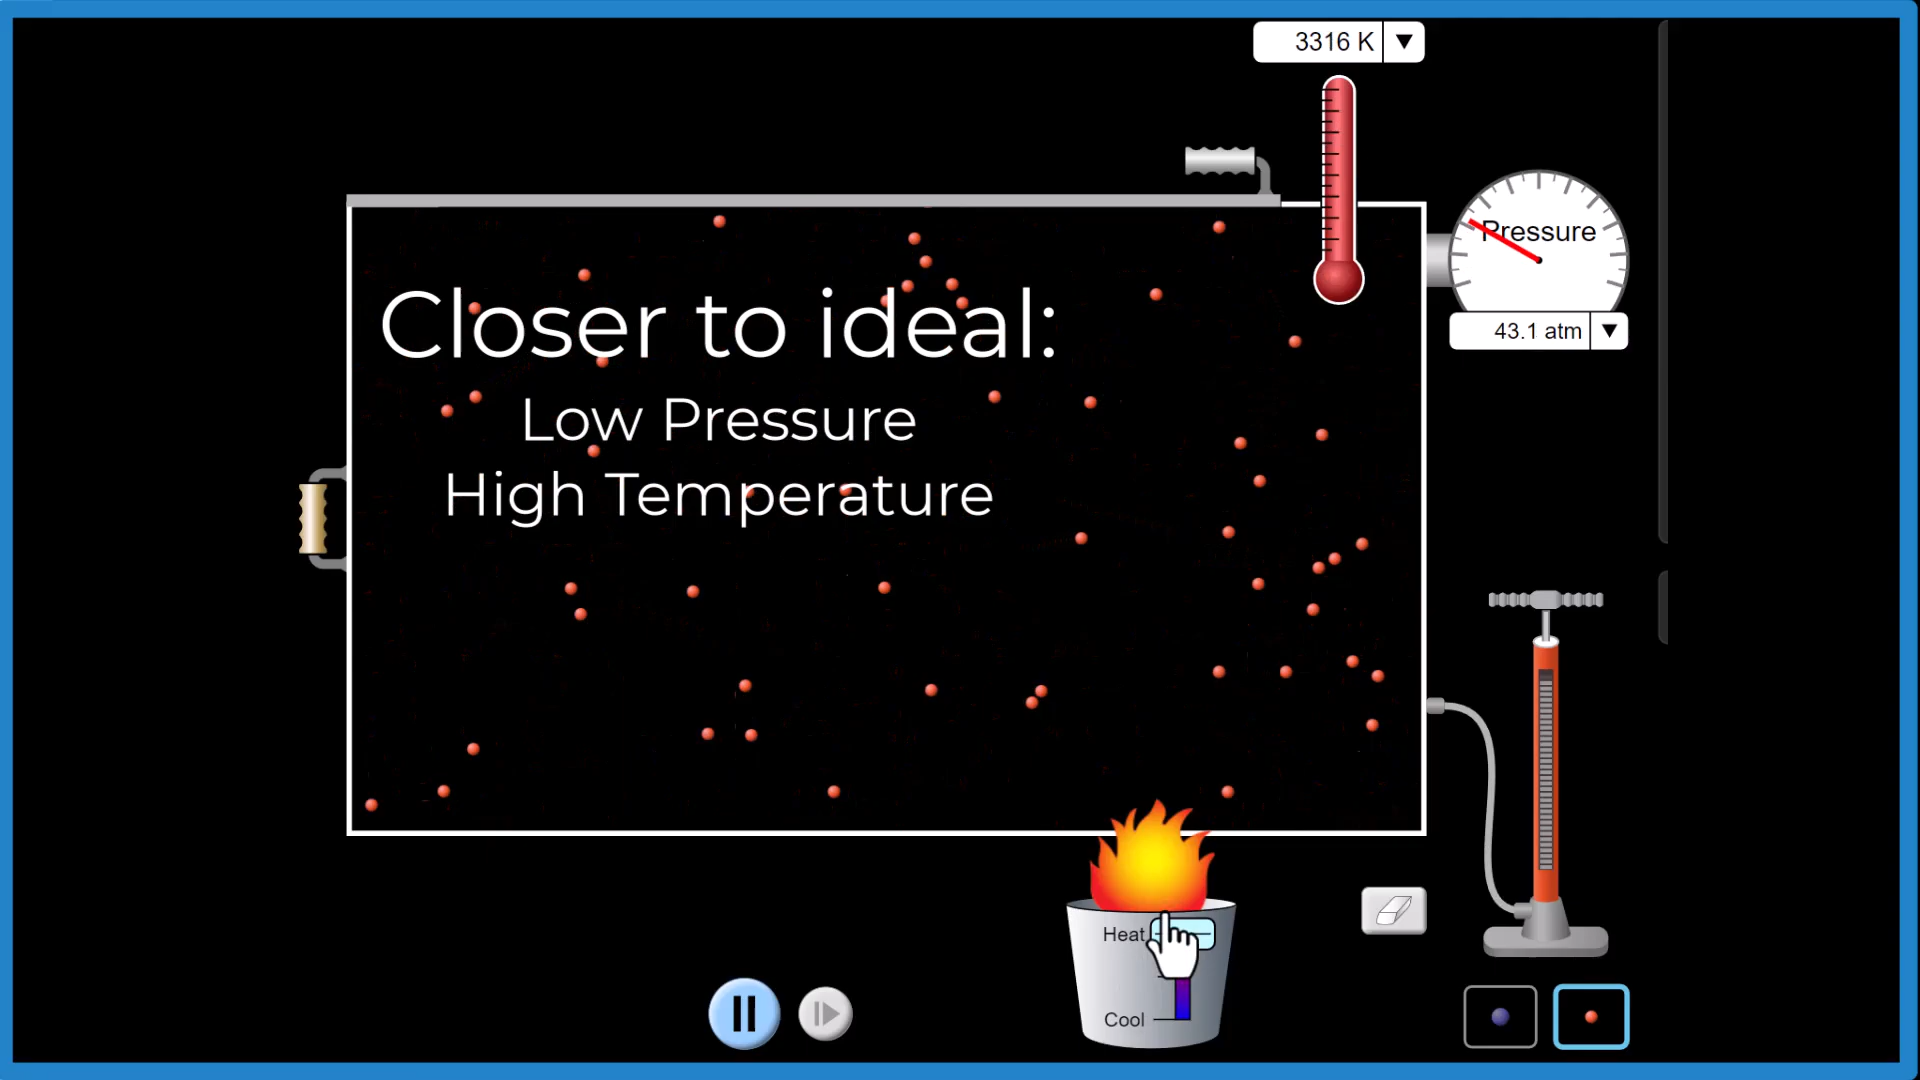 3316 K
Pressure
43.1 atm
Closer to ideal:
Low Pressure
High Temperature
Heat
Cool